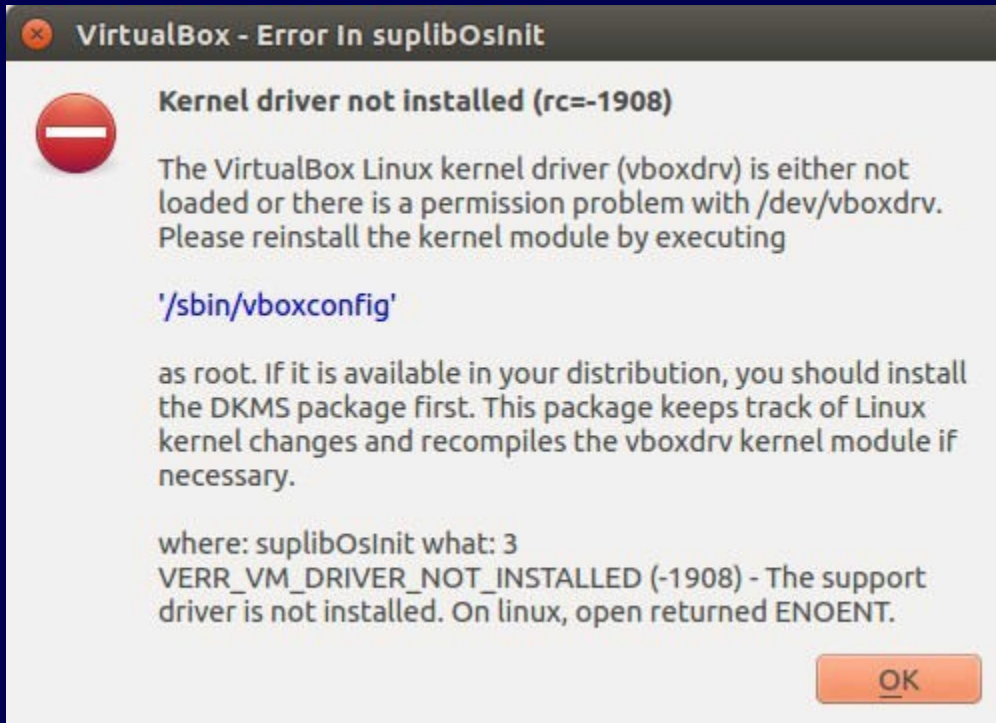 VirtualBox - Error In suplibOsInit
Kernel driver not installed (rc=-1908)
The VirtualBox Linux kernel driver (vboxdrv) is either not
loaded or there is a permission problem with /dev/vboxdrv.
Please reinstall the kernel module by executing
'/sbin/vboxconfig'
as root. If it is available in your distribution, you should install
the DKMS package first. This package keeps track of Linux
kernel changes and recompiles the vboxdrv kernel module if
necessary.
where: suplibOsInit what: 3
VERR_VM_DRIVER_NOT_INSTALLED (-1908) - The support
driver is not installed. On linux, open returned ENOENT.
OK